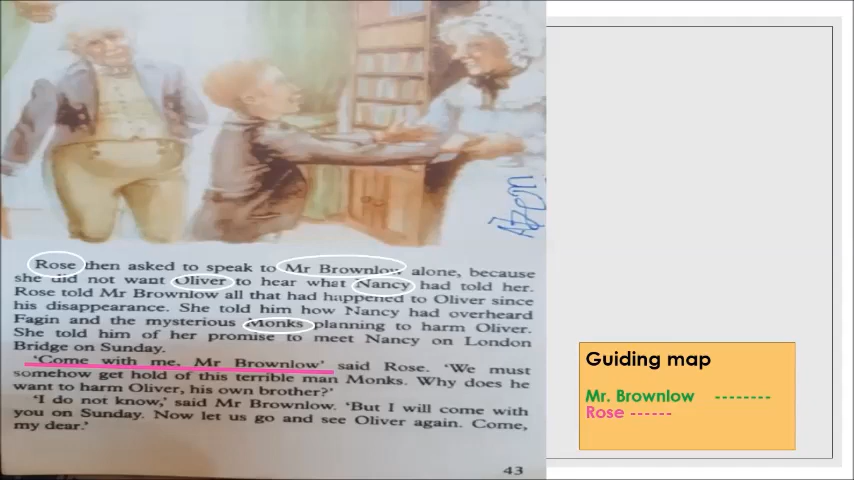 Rose then asked to speak to Mr Brownlow alone, because
she did not want Oliver to hear what Nancy had told her.
Rose told Mr Brownlow all that had happened to Oliver since
his disappearance. She told him how Nancy had overheard
Fagin and the mysterious Monks planning to harm Oliver.
She told him of her promise to meet Nancy on London
Bridge on Sunday.
'Come with me, Mr Brownlow' said Rose. 'We must
somehow get hold of this terrible man Monks. Why does he
want to harm Oliver, his own brother?'
'I do not know,' said Mr Brownlow. 'But I will come with
you on Sunday. Now let us go and see Oliver again. Come,
my dear.'
43
Guiding map
Mr. Brownlow --------
Rose ------